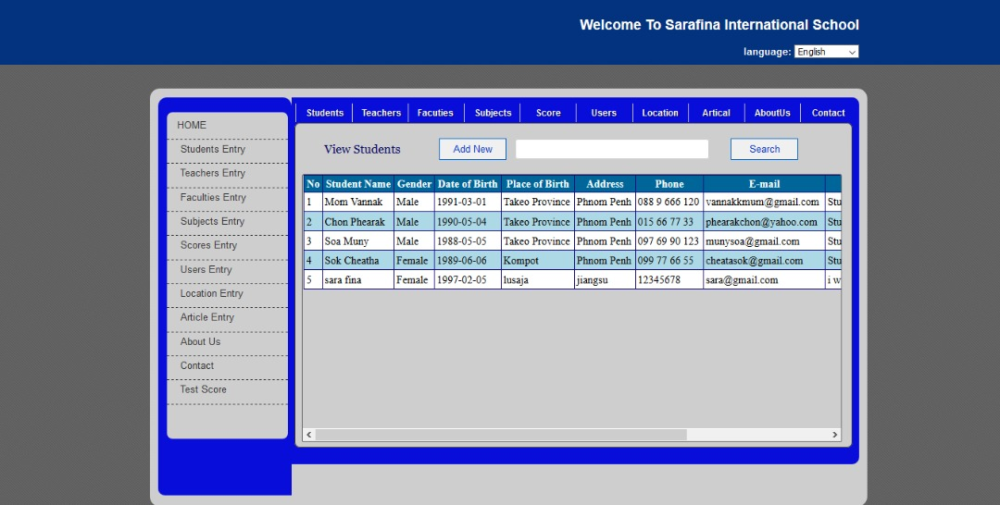 Welcome To Sarafina International School
language: English
Students Teachers Faculties Subjects Score Users Location Artical AboutUs Contact
HOME
Students Entry
Teachers Entry
Faculties Entry
Subjects Entry
Scores Entry
Users Entry
Location Entry
Article Entry
About Us
Contact
Test Score
View Students Add New Search
No Student Name Gender Date of Birth Place of Birth Address Phone E-mail
1 Mom Vannak Male 1991-03-01 Takeo Province Phnom Penh 088 9 666 120 vannakkmum@gmail.com Stu
2 Chon Phearak Male 1990-05-04 Takeo Province Phnom Penh 015 66 77 33 phearakchon@yahoo.com Stu
3 Soa Muny Male 1988-05-05 Takeo Province Phnom Penh 097 69 90 123 munysoa@gmail.com Stu
4 Sok Cheatha Female 1989-06-06 Kompot Phnom Penh 099 77 66 55 cheatasok@gmail.com Stu
5 sara fina Female 1997-02-05 lusaja jiangsu 12345678 sara@gmail.com i w